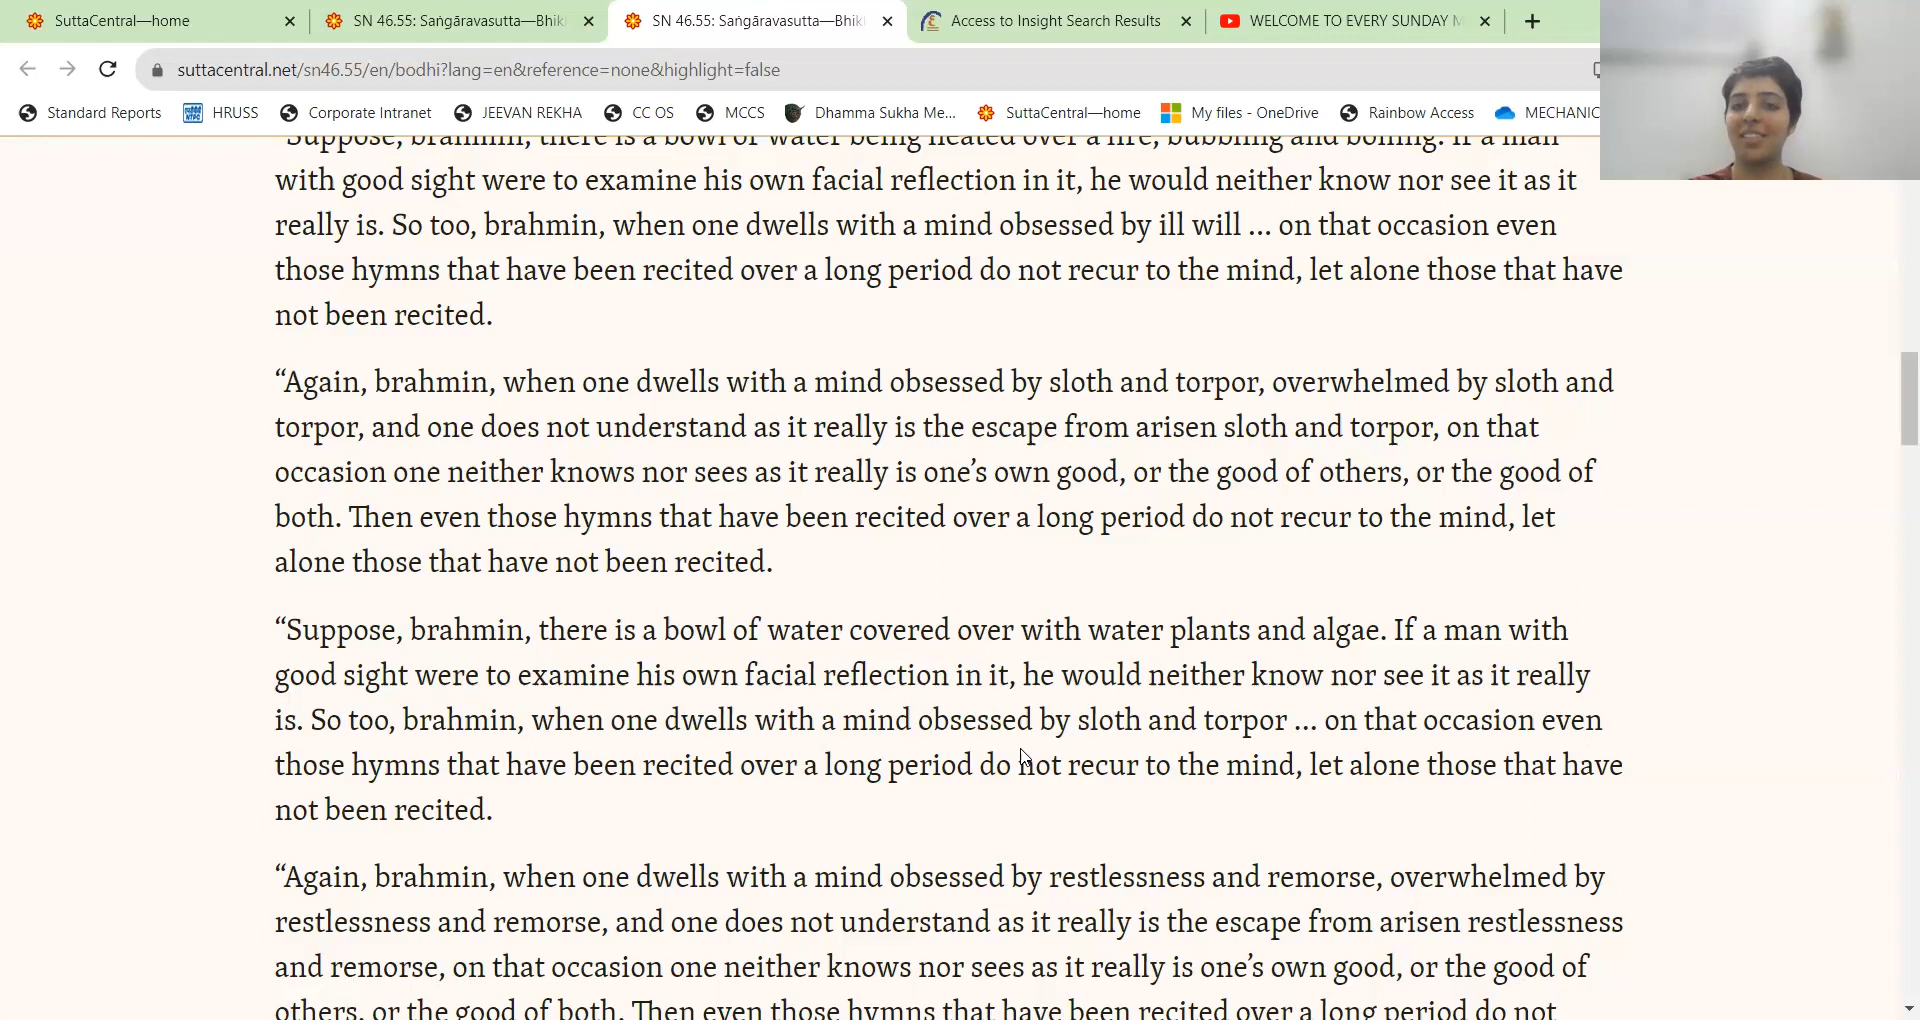 SuttaCentral—home
SN 46.55: Saṅgāravasutta—Bhik
SN 46.55: Saṅgāravasutta—Bhik
Access to Insight Search Results
WELCOME TO EVERY SUNDAY M
suttacentral.net/sn46.55/en/bodhi?lang=en&reference=none&highlight=false
Standard Reports
HRUSS
Corporate Intranet
JEEVAN REKHA
CC OS
MCCS
Dhamma Sukha Me...
SuttaCentral—home
My files - OneDrive
Rainbow Access
MECHANIC
“Suppose, brahmin, there is a bowl of water being heated over a fire, bubbling and boiling. If a man
with good sight were to examine his own facial reflection in it, he would neither know nor see it as it
really is. So too, brahmin, when one dwells with a mind obsessed by ill will … on that occasion even
those hymns that have been recited over a long period do not recur to the mind, let alone those that have
not been recited.
“Again, brahmin, when one dwells with a mind obsessed by sloth and torpor, overwhelmed by sloth and
torpor, and one does not understand as it really is the escape from arisen sloth and torpor, on that
occasion one neither knows nor sees as it really is one’s own good, or the good of others, or the good of
both. Then even those hymns that have been recited over a long period do not recur to the mind, let
alone those that have not been recited.
“Suppose, brahmin, there is a bowl of water covered over with water plants and algae. If a man with
good sight were to examine his own facial reflection in it, he would neither know nor see it as it really
is. So too, brahmin, when one dwells with a mind obsessed by sloth and torpor … on that occasion even
those hymns that have been recited over a long period do not recur to the mind, let alone those that have
not been recited.
“Again, brahmin, when one dwells with a mind obsessed by restlessness and remorse, overwhelmed by
restlessness and remorse, and one does not understand as it really is the escape from arisen restlessness
and remorse, on that occasion one neither knows nor sees as it really is one’s own good, or the good of
others, or the good of both. Then even those hymns that have been recited over a long period do not